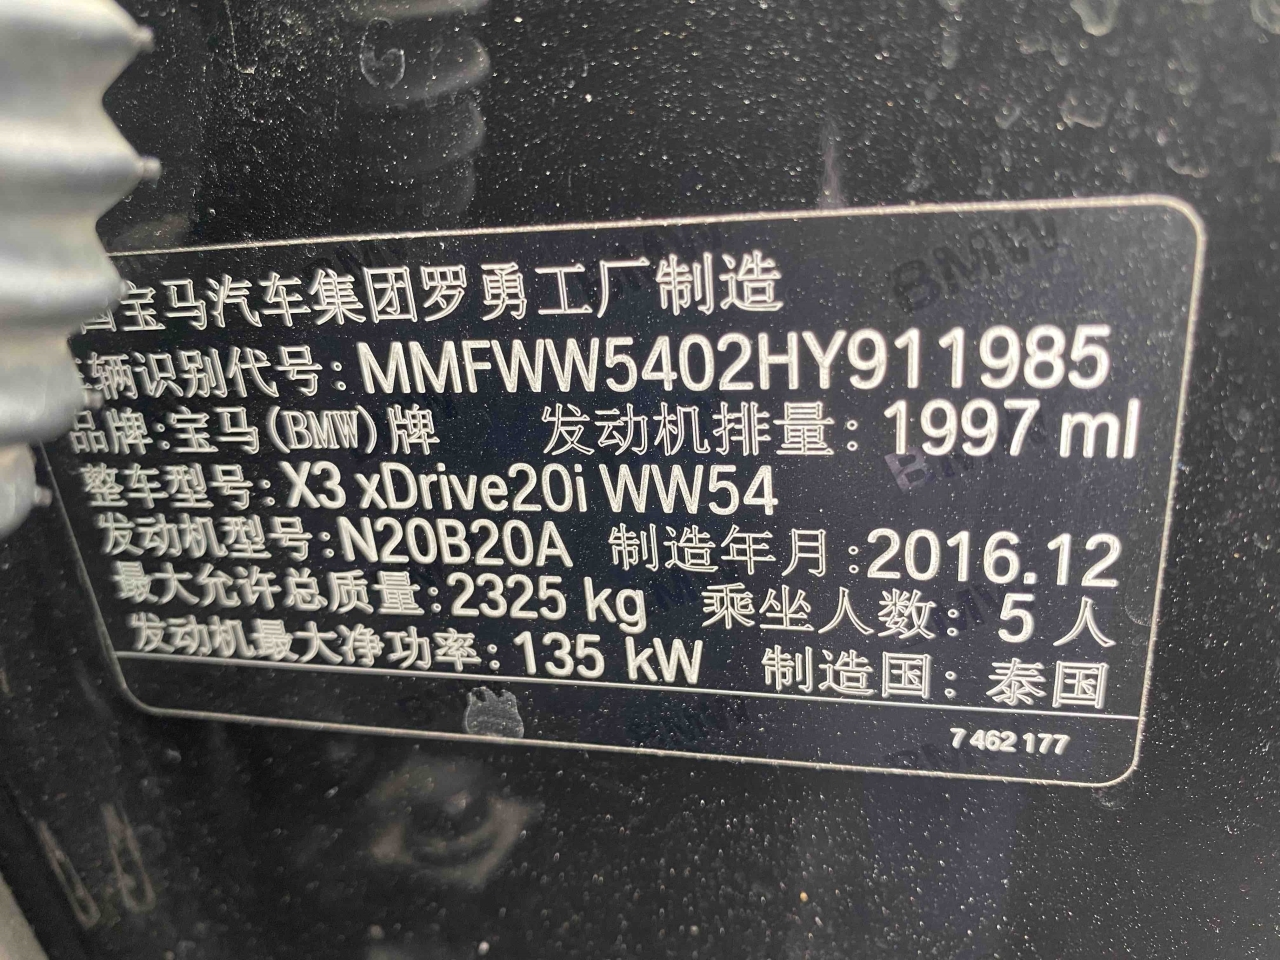 宝马汽车集团罗勇工厂制造
车辆识别代号:MMFWW5402HY911985
品牌:宝马(BMW)牌 发动机排量:1997 ml
整车型号:X3 xDrive20i WW54
发动机型号:N20B20A 制造年月:2016.12
最大允许总质量:2325 kg 乘坐人数:5人
发动机最大净功率:135 kW 制造国:泰国
7 462 177